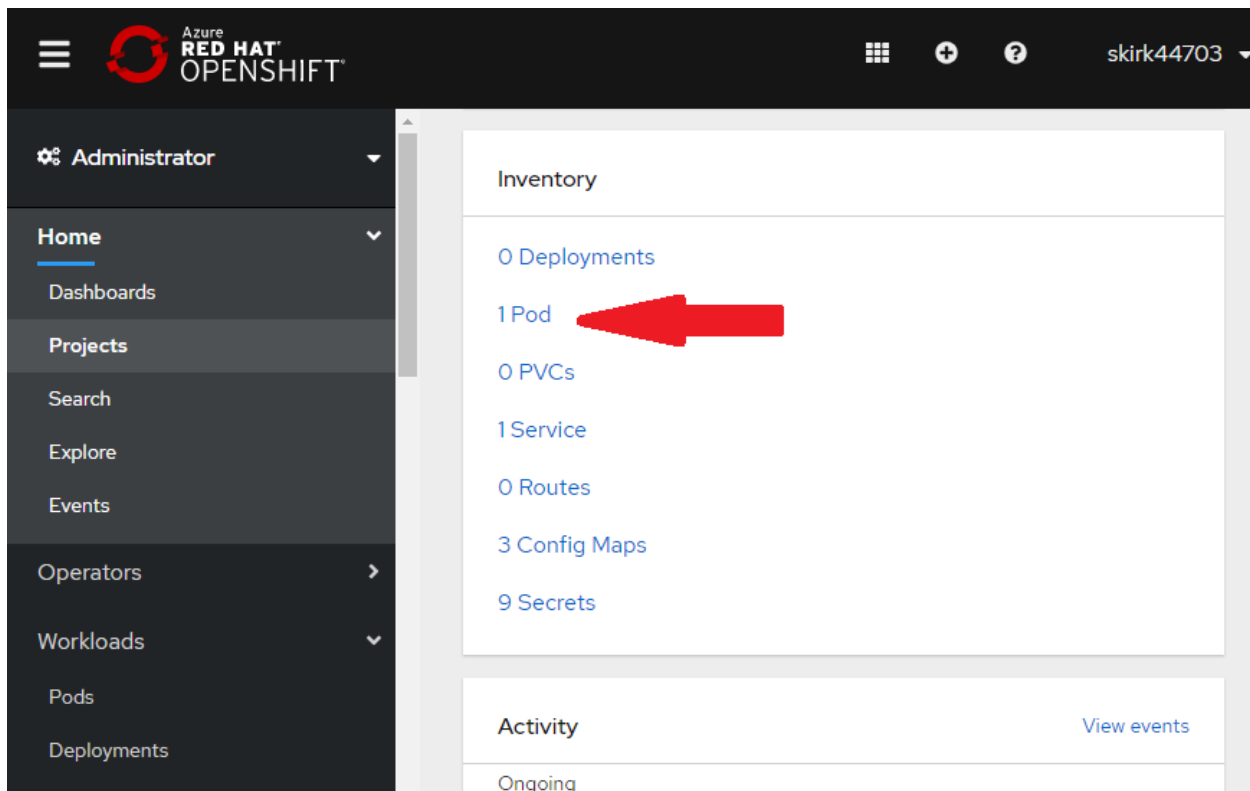 Azure
RED HAT
OPENSHIFT
skirk44703
Administrator
Home
Dashboards
Projects
Search
Explore
Events
Operators
Workloads
Pods
Deployments
Inventory
0 Deployments
1 Pod
0 PVCs
1 Service
0 Routes
3 Config Maps
9 Secrets
Activity
View events
Ongoing